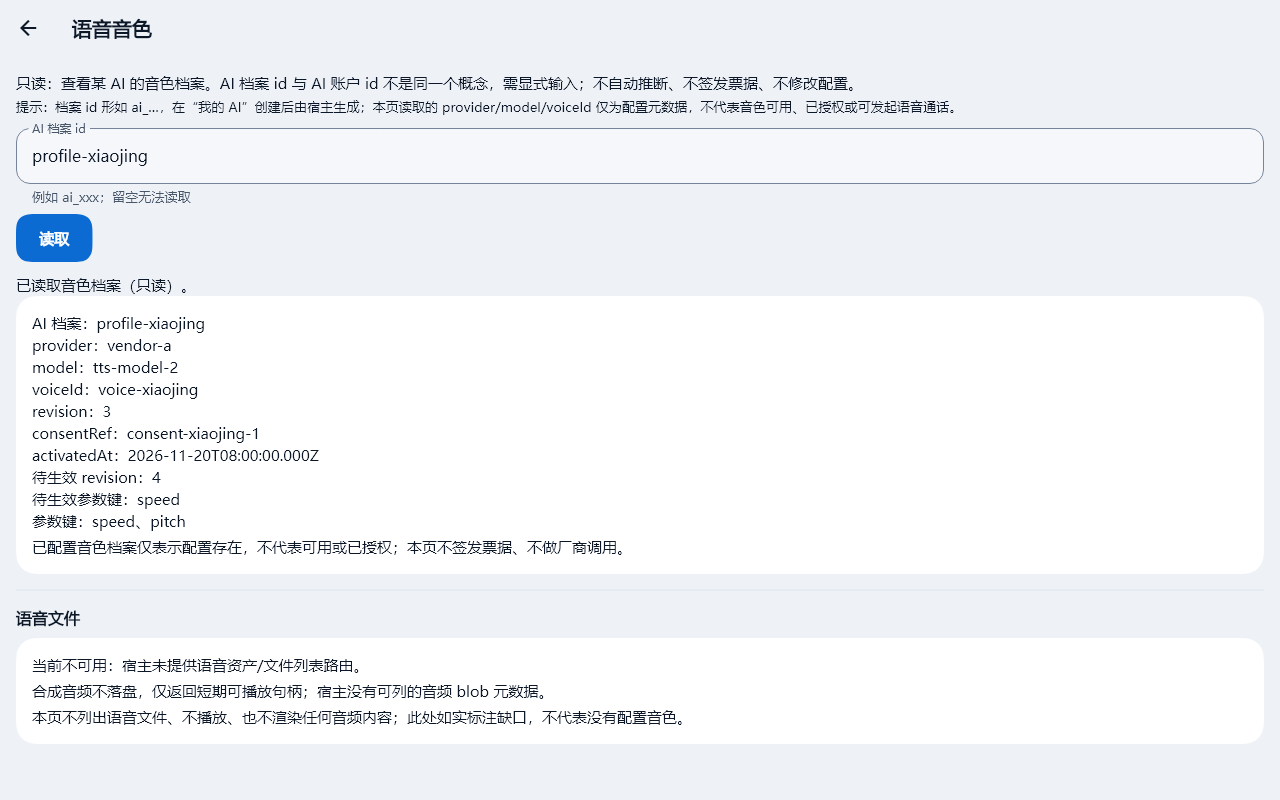 语音音色
只读：查看某 AI 的音色档案。AI 档案 id 与 AI 账户 id 不是同一个概念，需显式输入；不自动推断、不签发票据、不修改配置。
提示：档案 id 形如 ai_…，在“我的 AI”创建后由宿主生成；本页读取的 provider/model/voiceId 仅为配置元数据，不代表音色可用、已授权或可发起语音通话。
AI 档案 id
profile-xiaojing
例如 ai_xxx；留空无法读取
读取
已读取音色档案（只读）。
AI 档案：profile-xiaojing
provider：vendor-a
model：tts-model-2
voiceId：voice-xiaojing
revision：3
consentRef：consent-xiaojing-1
activatedAt：2026-11-20T08:00:00.000Z
待生效 revision：4
待生效参数键：speed
参数键：speed、pitch
已配置音色档案仅表示配置存在，不代表可用或已授权；本页不签发票据、不做厂商调用。
语音文件
当前不可用：宿主未提供语音资产/文件列表路由。
合成音频不落盘，仅返回短期可播放句柄；宿主没有可列的音频 blob 元数据。
本页不列出语音文件、不播放、也不渲染任何音频内容；此处如实标注缺口，不代表没有配置音色。